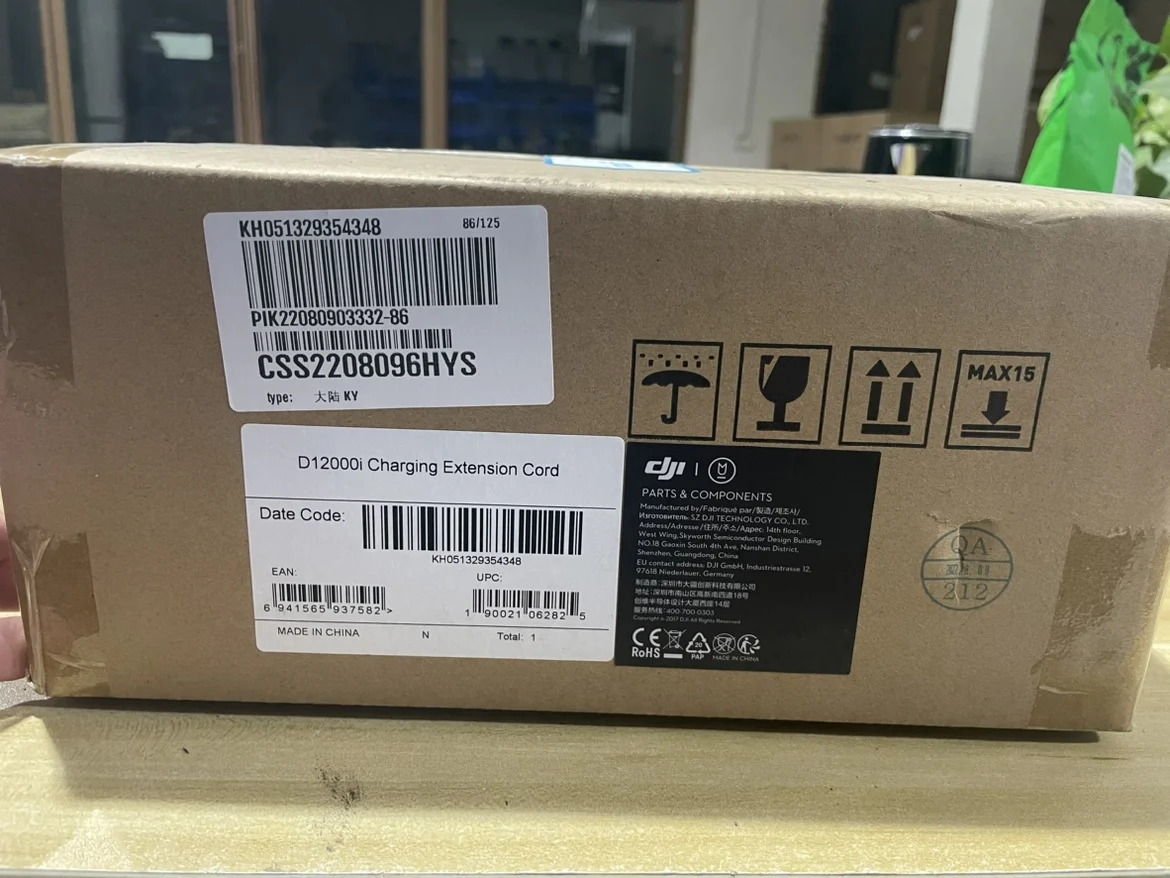 KH051329354348 86/125
PIK22080903332-86
CSS2208096HYS
type: 大陆 KY
MAX15
D12000i Charging Extension Cord
Date Code:
KH051329354348
EAN:
UPC:
6 941565 937582 >
1 90021 06282 5
MADE IN CHINA N Total: 1
dji
PARTS & COMPONENTS
Manufactured by/Fabriqué par/製造/제조사/
Изготовитель: SZ DJI TECHNOLOGY CO., LTD.
Address/Adresse/住所/주소/Адрес: 14th floor,
West Wing, Skyworth Semiconductor Design Building
NO.18 Gaoxin South 4th Ave, Nanshan District,
Shenzhen, Guangdong, China
EU contact address: DJI GmbH, Industriestrasse 12,
97618 Niederlauer, Germany
制造商: 深圳市大疆创新科技有限公司
地址: 深圳市南山区高新南四道18号
创维半导体设计大厦西座14层
服务热线: 400-700-0303
Copyright © 2017 DJI All Rights Reserved
CE
RoHS
20
PAP
MADE IN CHINA
QA
212